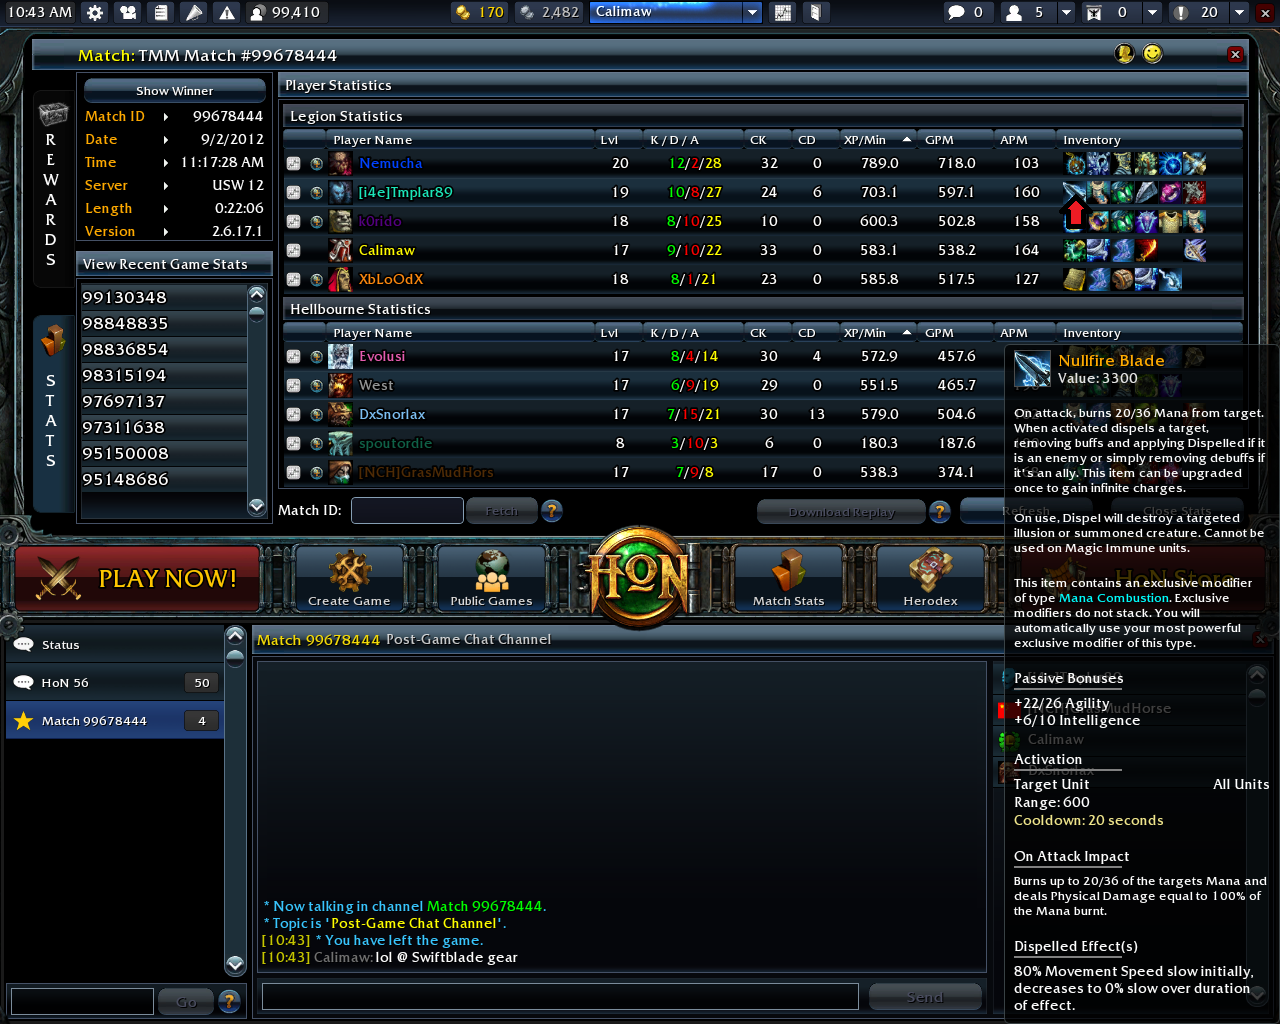 10:43 AM 99,410 170 2,482 Calimaw 0 5 0 20
Match: TMM Match #99678444
REWARDS
STATS
Show Winner
Match ID 99678444
Date 9/2/2012
Time 11:17:28 AM
Server USW 12
Length 0:22:06
Version 2.6.17.1
View Recent Game Stats
99130348
98848835
98836854
98315194
97697137
97311638
95150008
95148686
Player Statistics
Legion Statistics
Player Name Lvl K / D / A CK CD XP/Min GPM APM Inventory
Nemucha 20 12/2/28 32 0 789.0 718.0 103
[i4e]Tmplar89 19 10/8/27 24 6 703.1 597.1 160
k0rido 18 8/10/25 10 0 600.3 502.8 158
Calimaw 17 9/10/22 33 0 583.1 538.2 164
XbLoOdX 18 8/1/21 23 0 585.8 517.5 127
Hellbourne Statistics
Player Name Lvl K / D / A CK CD XP/Min GPM APM Inventory
Evolusi 17 8/4/14 30 4 572.9 457.6
West 17 6/9/19 29 0 551.5 465.7
DxSnorlax 17 7/15/21 30 13 579.0 504.6
spoutordie 8 3/10/3 6 0 180.3 187.6
[NCH]GrasMudHors 17 7/9/8 17 0 538.3 374.1
Match ID: Fetch ? Download Replay ? Refresh Close Stats
PLAY NOW! Create Game Public Games HoN Match Stats Herodex HoN Store
Status
HoN 56 50
Match 99678444 4
Go ?
Match 99678444 Post-Game Chat Channel
* Now talking in channel Match 99678444.
* Topic is 'Post-Game Chat Channel'.
[10:43] * You have left the game.
[10:43] Calimaw: lol @ Swiftblade gear
Send
[NCH]GrasMudHorse
Calimaw
DxSnorlax
Nullfire Blade
Value: 3300
On attack, burns 20/36 Mana from target.
When activated dispels a target,
removing buffs and applying Dispelled if it
is an enemy or simply removing debuffs if
it's an ally. This item can be upgraded
once to gain infinite charges.
On use, Dispel will destroy a targeted
illusion or summoned creature. Cannot be
used on Magic Immune units.
This item contains an exclusive modifier
of type Mana Combustion. Exclusive
modifiers do not stack. You will
automatically use your most powerful
exclusive modifier of this type.
Passive Bonuses
+22/26 Agility
+6/10 Intelligence
Activation
Target Unit All Units
Range: 600
Cooldown: 20 seconds
On Attack Impact
Burns up to 20/36 of the targets Mana and
deals Physical Damage equal to 100% of
the Mana burnt.
Dispelled Effect(s)
80% Movement Speed slow initially,
decreases to 0% slow over duration
of effect.